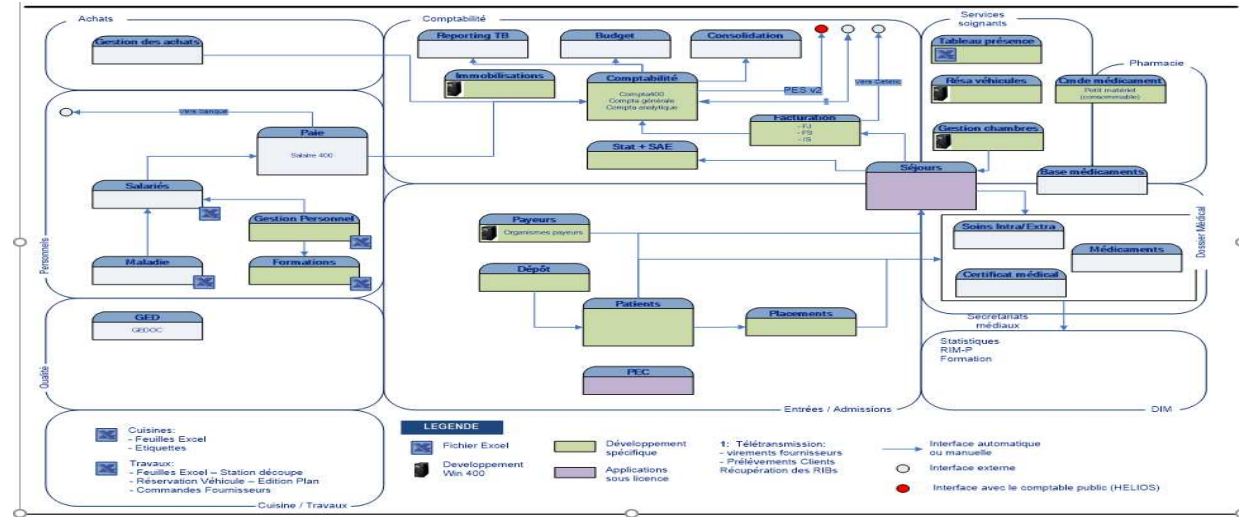 Achats
Gestion des achats
Comptabilité
Reporting TB
Budget
Consolidation
Immobilisations
Comptabilité
Compta400
Compta générale
Compta analytique
PES v2
1
Vers Celets
Facturation
- FJ
- FS
- IS
Stat + SAE
Services
soignants
Tableau présence
Résa véhicules
Gestion chambres
Pharmacie
Cmde médicament
Petit matériel
(consommable)
Base médicaments
Séjours
Vers Banque
Paie
Salaire 400
Salariés
Gestion Personnel
Maladie
Formations
Personnels
Payeurs
Organismes payeurs
Dépôt
Patients
Placements
PEC
Entrées / Admissions
Soins Intra/Extra
Médicaments
Certificat médical
Dossier Médical
Secrétariats
médiaux
Statistiques
RIM-P
Formation
DIM
GED
GEDOC
Qualité
Cuisines:
- Feuilles Excel
- Etiquettes
Travaux:
- Feuilles Excel – Station découpe
- Réservation Véhicule – Edition Plan
- Commandes Fournisseurs
Cuisine / Travaux
LEGENDE
Fichier Excel
Developpement
Win 400
Développement
spécifique
Applications
sous licence
1: Télétransmission:
- virements fournisseurs
- Prélèvements Clients
Récupération des RIBs
Interface automatique
ou manuelle
Interface externe
Interface avec le comptable public (HELIOS)